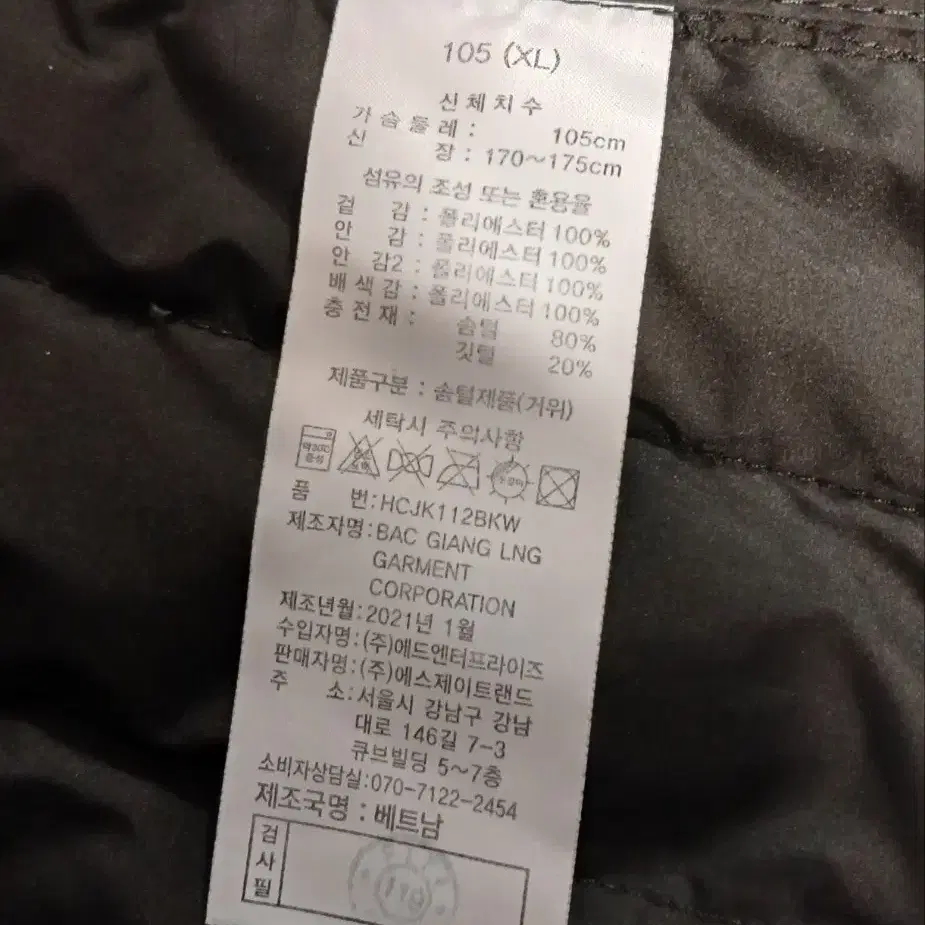 105 (XL)
신체치수
가슴둘레 : 105cm
신 장 : 170~175cm
섬유의 조성 또는 혼용율
겉 감 : 폴리에스터 100%
안 감 : 폴리에스터 100%
안 감2 : 폴리에스터 100%
배색감 : 폴리에스터 100%
충전재 : 솜털 80%
깃털 20%
제품구분 : 솜털제품(거위)
세탁시 주의사항
품 번:HCJK112BKW
제조자명:BAC GIANG LNG
GARMENT
CORPORATION
제조년월:2021년 1월
수입자명:(주)에드엔터프라이즈
판매자명:(주)에스제이트랜드
주 소:서울시 강남구 강남
대로 146길 7-3
큐브빌딩 5~7층
소비자상담실:070-7122-2454
제조국명 : 베트남
검사필